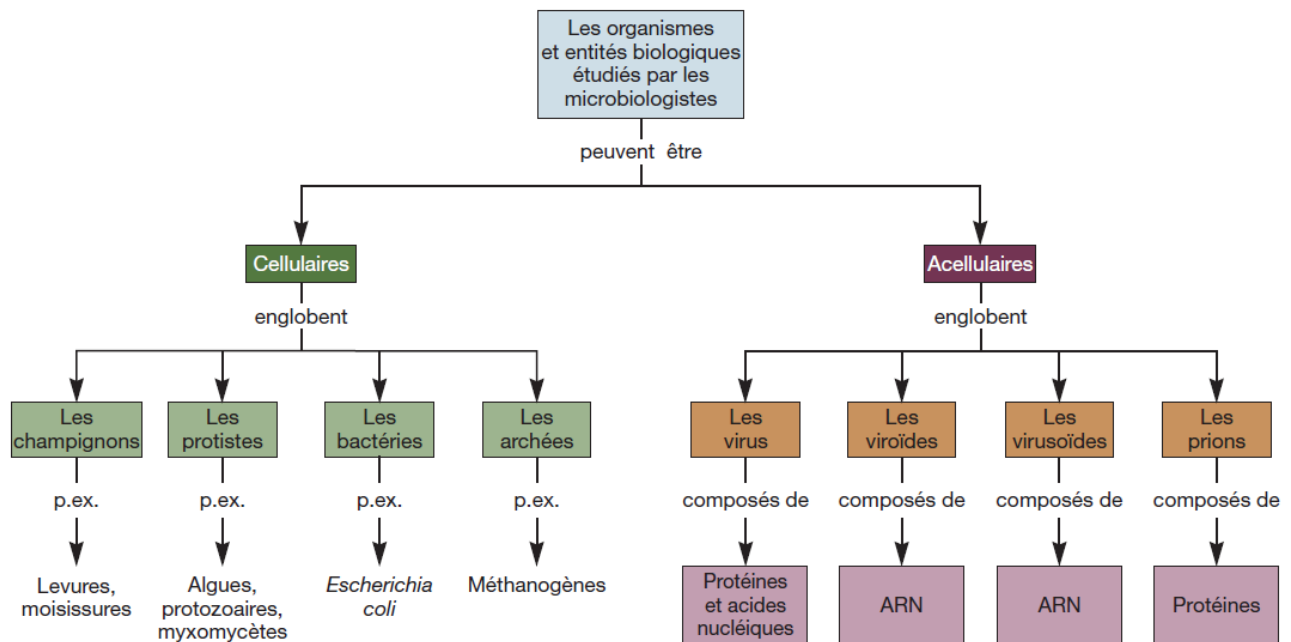 Les organismes
et entités biologiques
étudiés par les
microbiologistes
peuvent être
Cellulaires
Acellulaires
englobent
englobent
Les
champignons
Les
protistes
Les
bactéries
Les
archées
Les
virus
Les
viroïdes
Les
virusoïdes
Les
prions
p.ex.
p.ex.
p.ex.
p.ex.
composés de
composés de
composés de
composés de
Levures,
moisissures
Algues,
protozoaires,
myxomycètes
Escherichia
coli
Méthanogènes
Protéines
et acides
nucléiques
ARN
ARN
Protéines